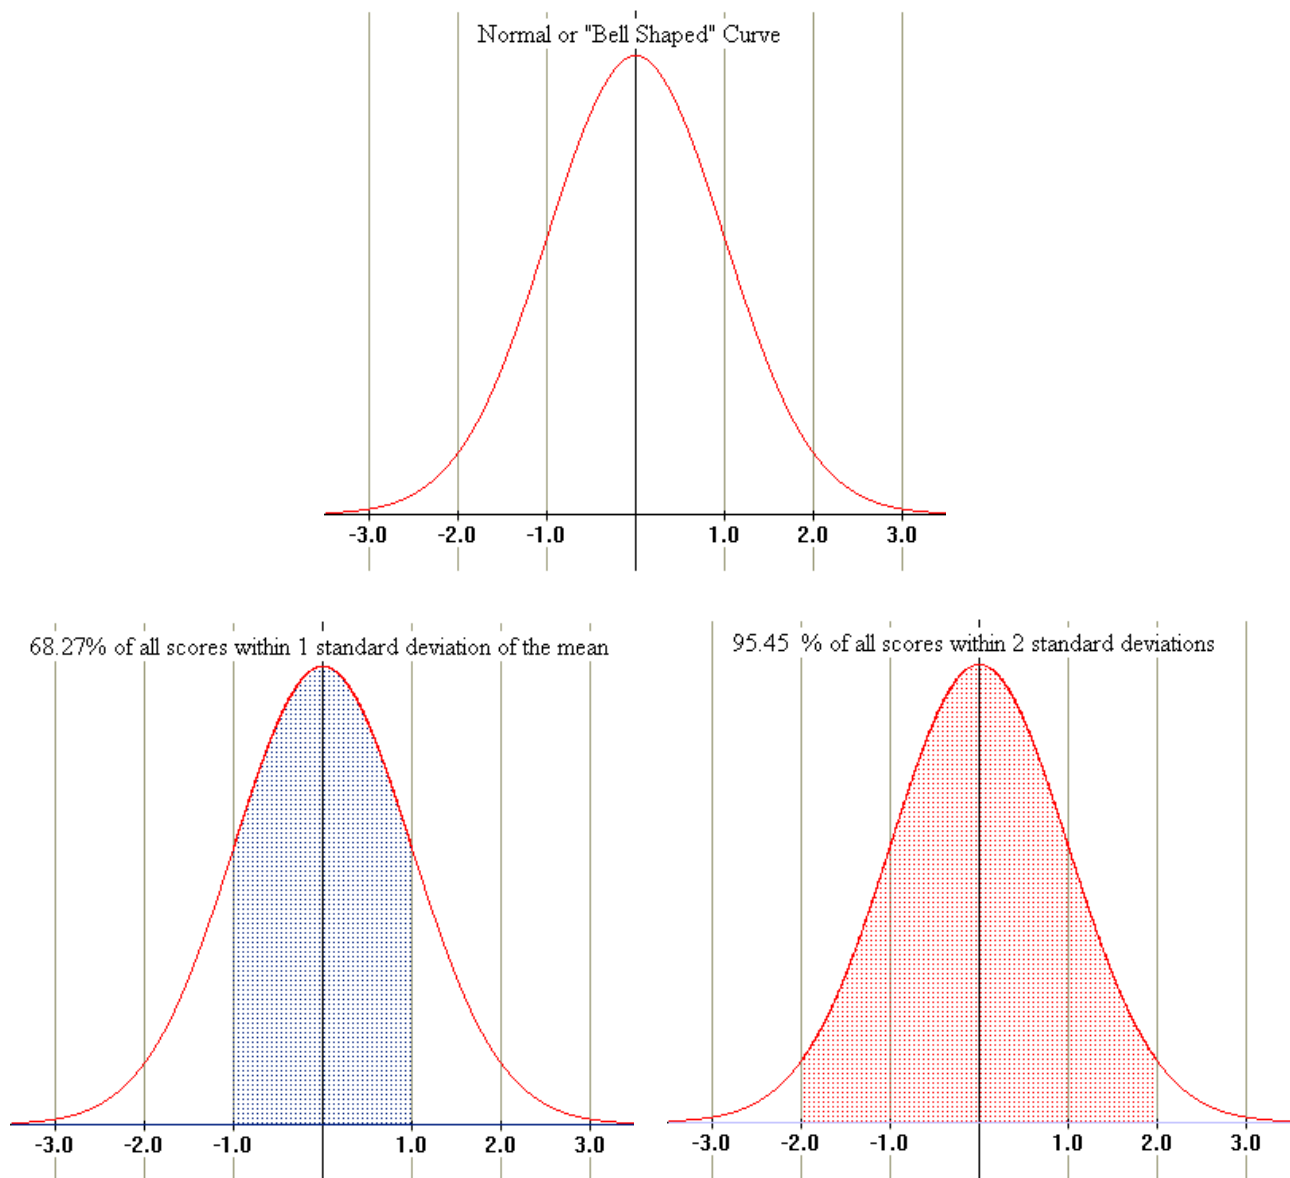 Normal or "Bell Shaped" Curve
-3.0 -2.0 -1.0 1.0 2.0 3.0
68.27% of all scores within 1 standard deviation of the mean
-3.0 -2.0 -1.0 1.0 2.0 3.0
95.45 % of all scores within 2 standard deviations
-3.0 -2.0 -1.0 1.0 2.0 3.0